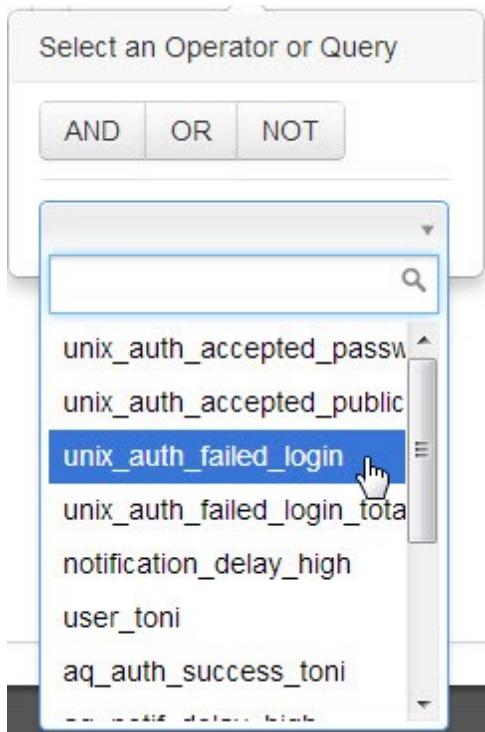 Select an Operator or Query
AND OR NOT
unix_auth_accepted_passw
unix_auth_accepted_public
unix_auth_failed_login
unix_auth_failed_login_tota
notification_delay_high
user_toni
aq_auth_success_toni